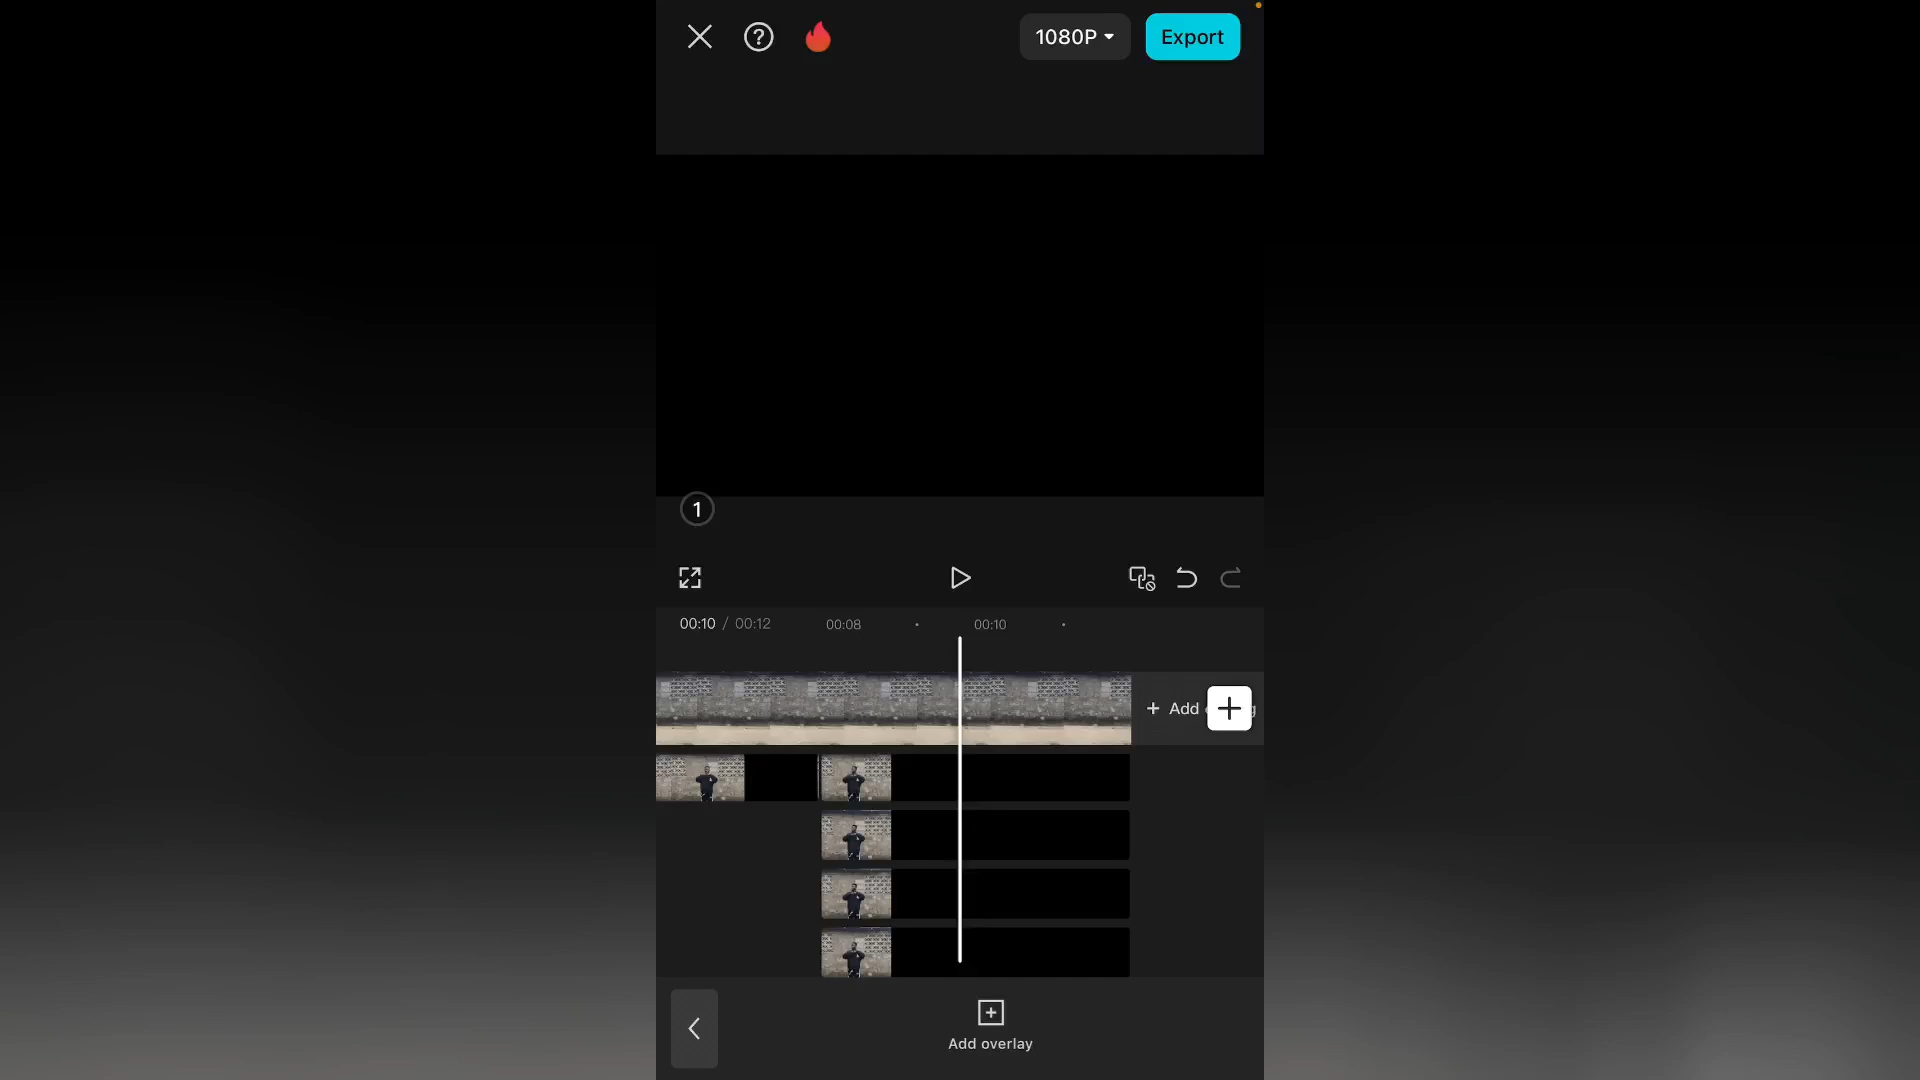 ?
1080P
Export
1
00:10 / 00:12
00:08
00:10
+ Add
Add overlay